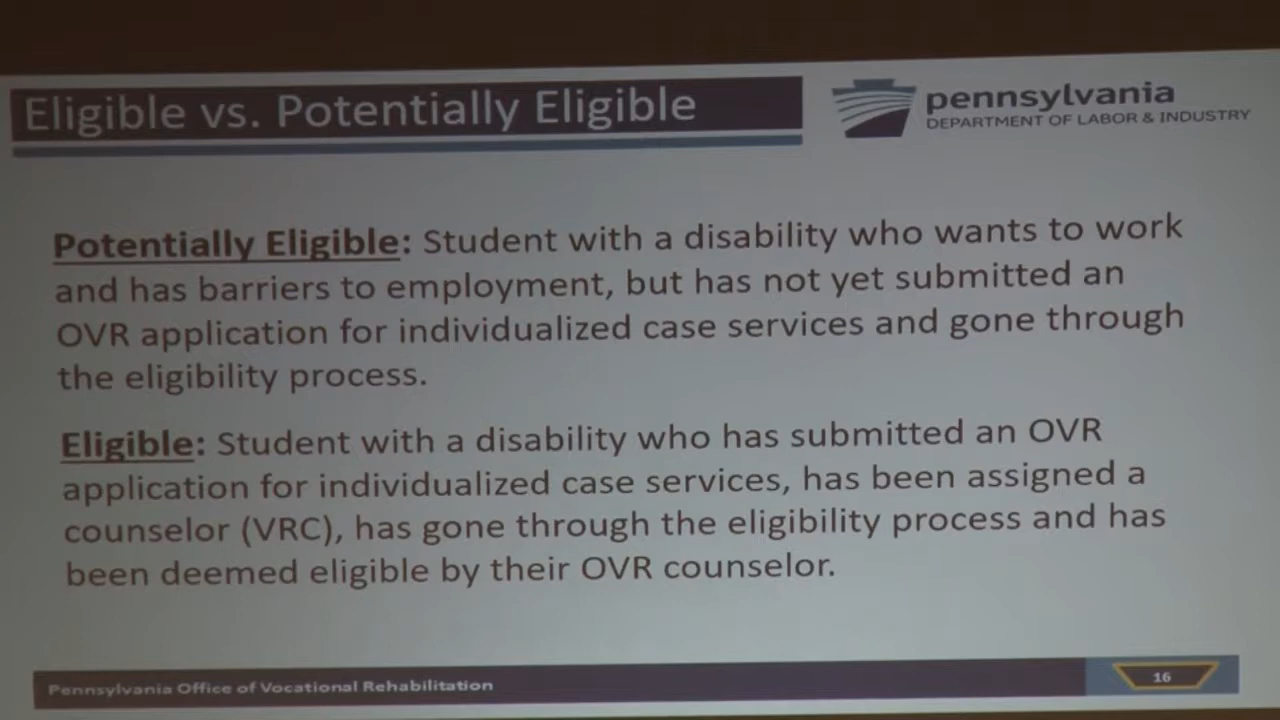 Eligible vs. Potentially Eligible
pennsylvania
DEPARTMENT OF LABOR & INDUSTRY
Potentially Eligible: Student with a disability who wants to work
and has barriers to employment, but has not yet submitted an
OVR application for individualized case services and gone through
the eligibility process.
Eligible: Student with a disability who has submitted an OVR
application for individualized case services, has been assigned a
counselor (VRC), has gone through the eligibility process and has
been deemed eligible by their OVR counselor.
Pennsylvania Office of Vocational Rehabilitation
16